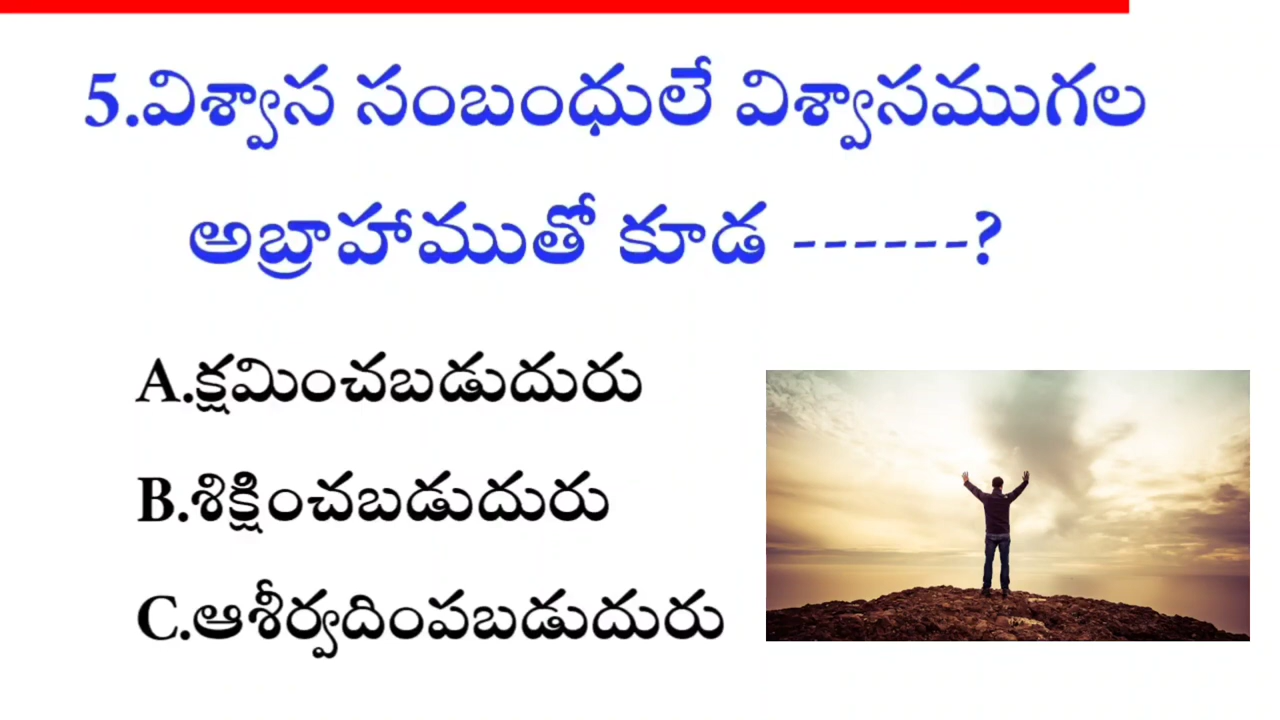 5.విశ్వాస సంబంధులే విశ్వాసముగల
అబ్రాహాముతో కూడ ------?
A.క్షమించబడుదురు
B.శిక్షించబడుదురు
C.ఆశీర్వదింపబడుదురు